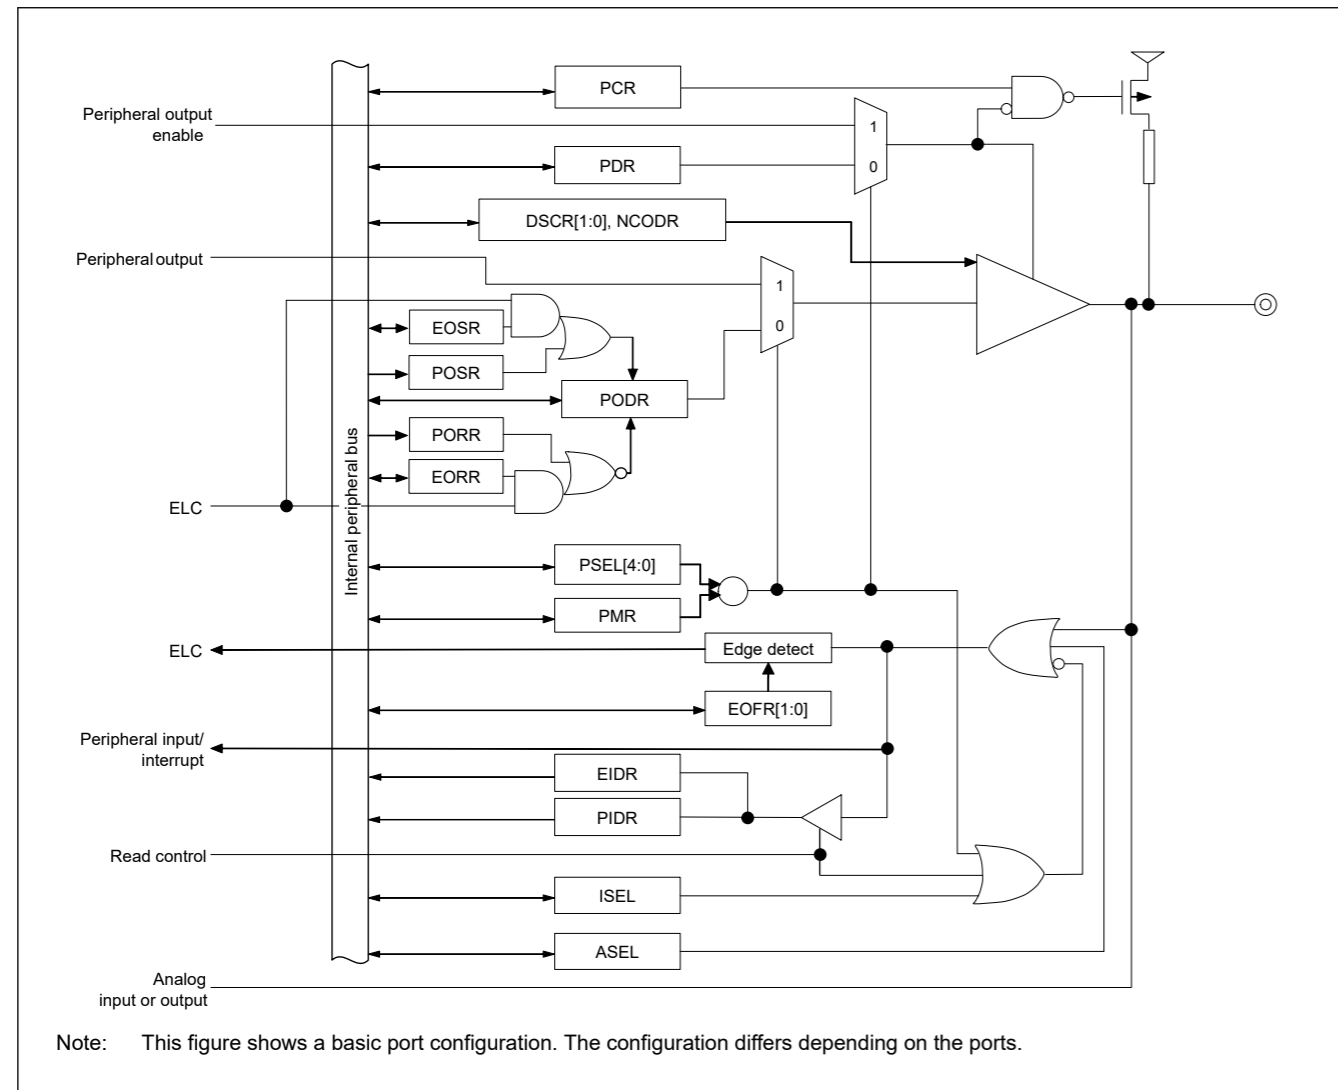 PCR
Peripheral output
enable
1
PDR
0
DSCR[1:0], NCODR
Peripheral output
1
EOSR
0
POSR
PODR
PORR
EORR
ELC
Internal peripheral bus
PSEL[4:0]
PMR
ELC
Edge detect
EOFR[1:0]
Peripheral input/
interrupt
EIDR
PIDR
Read control
ISEL
ASEL
Analog
input or output
Note: This figure shows a basic port configuration. The configuration differs depending on the ports.